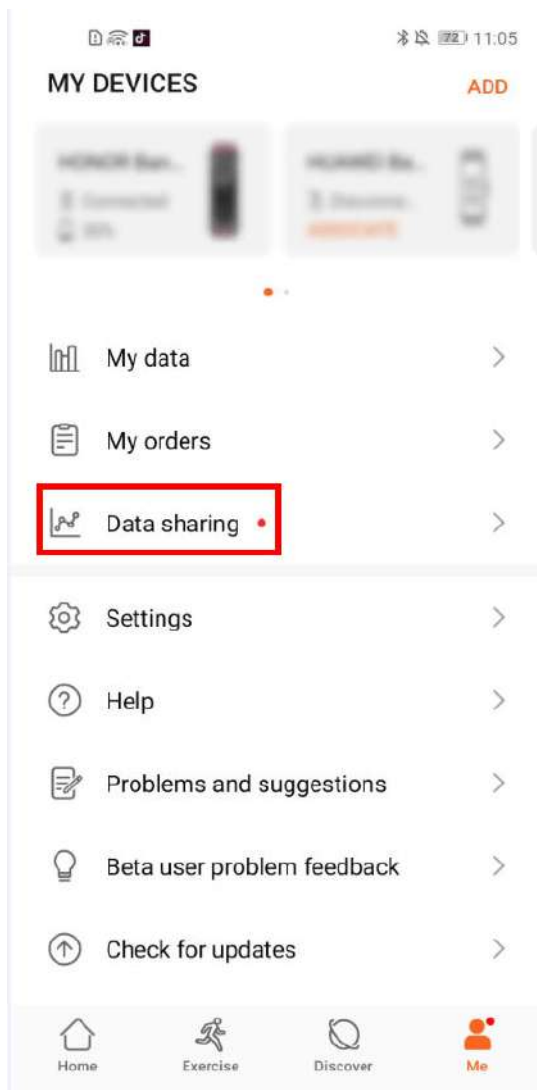 72 11:05
MY DEVICES
ADD
My data
My orders
Data sharing
Settings
Help
Problems and suggestions
Beta user problem feedback
Check for updates
Home Exercise Discover Me